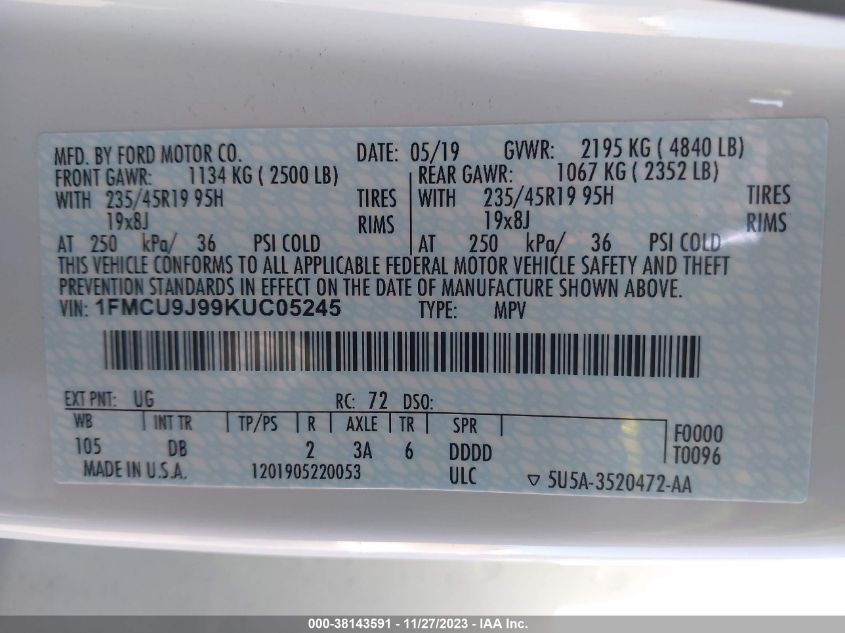 MFD. BY FORD MOTOR CO. DATE: 05/19 GVWR: 2195 KG ( 4840 LB)
FRONT GAWR: 1134 KG ( 2500 LB) REAR GAWR: 1067 KG ( 2352 LB)
WITH 235/45R19 95H TIRES WITH 235/45R19 95H TIRES
19x8J RIMS 19x8J RIMS
AT 250 kPa/ 36 PSI COLD AT 250 kPa/ 36 PSI COLD
THIS VEHICLE CONFORMS TO ALL APPLICABLE FEDERAL MOTOR VEHICLE SAFETY AND THEFT
PREVENTION STANDARDS IN EFFECT ON THE DATE OF MANUFACTURE SHOWN ABOVE.
VIN: 1FMCU9J99KUC05245 TYPE: MPV
EXT PNT: UG RC: 72 DSO:
WB INT TR TP/PS R AXLE TR SPR
105 DB 2 3A 6 DDDD
F0000
T0096
MADE IN U.S.A. 1201905220053 ULC ▽ 5U5A-3520472-AA
000-38143591 - 11/27/2023 - IAA Inc.